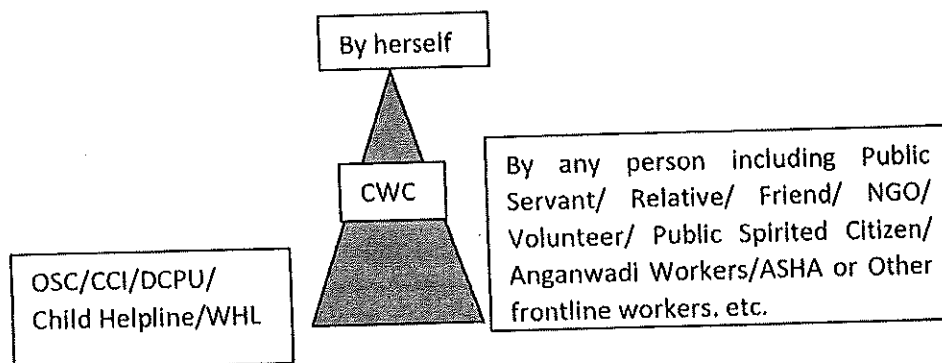 By herself
CWC
By any person including Public
Servant/ Relative/ Friend/ NGO/
Volunteer/ Public Spirited Citizen/
Anganwadi Workers/ASHA or Other
frontline workers, etc.
OSC/CCI/DCPU/
Child Helpline/WHL